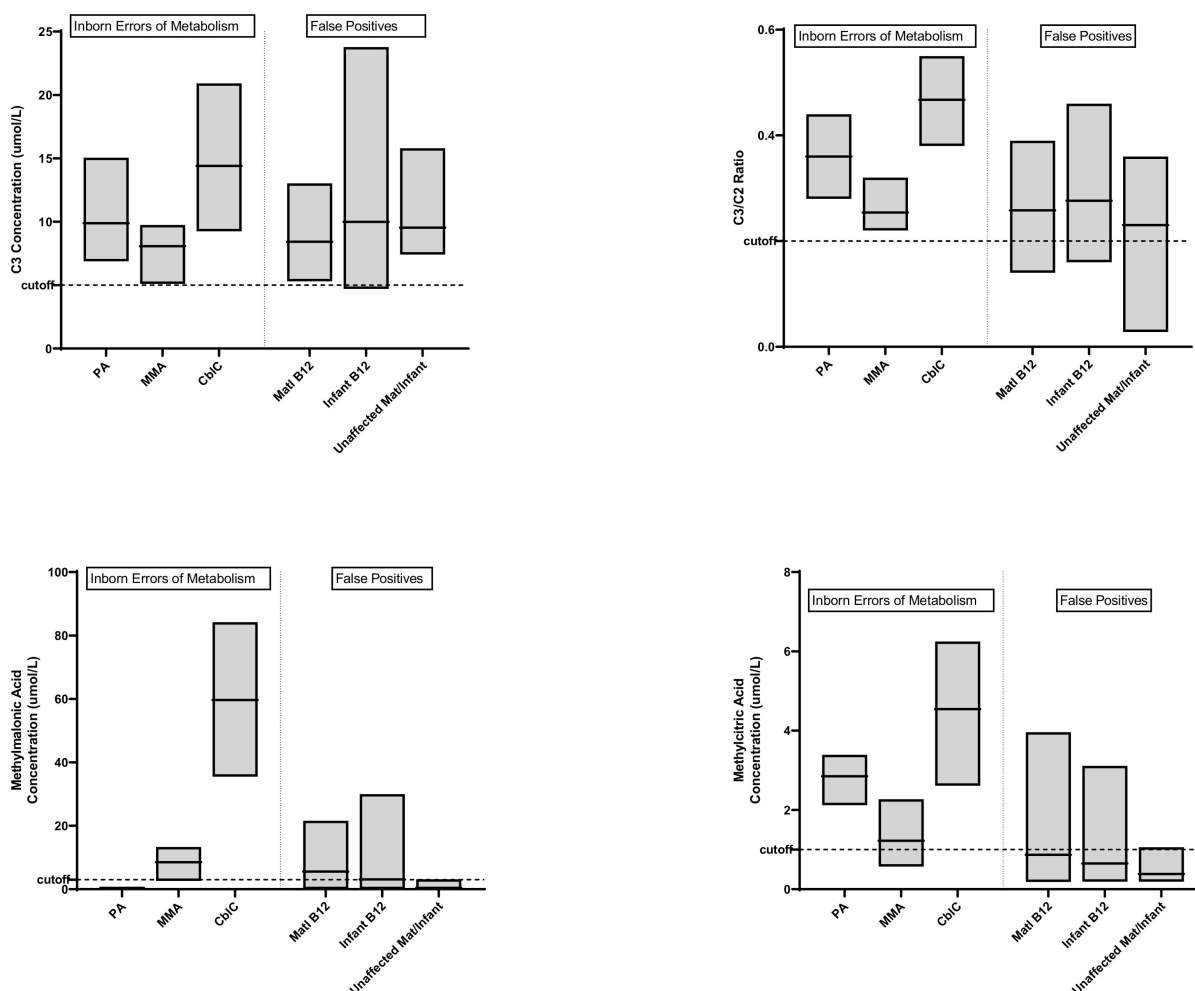 Inborn Errors of Metabolism
False Positives
C3 Concentration (umol/L)
25
20
15
10
cutoff
0
PA
MMA
CblC
Matl B12
Infant B12
Unaffected Mat/Infant
Inborn Errors of Metabolism
False Positives
C3/C2 Ratio
0.6
0.4
cutoff
0.0
PA
MMA
CblC
Matl B12
Infant B12
Unaffected Mat/Infant
Inborn Errors of Metabolism
False Positives
Methylmalonic Acid
Concentration (umol/L)
100
80
60
40
20
cutoff
0
PA
MMA
CblC
Matl B12
Infant B12
Unaffected Mat/Infant
Inborn Errors of Metabolism
False Positives
Methylcitric Acid
Concentration (umol/L)
8
6
4
2
cutoff
0
PA
MMA
CblC
Matl B12
Infant B12
Unaffected Mat/Infant